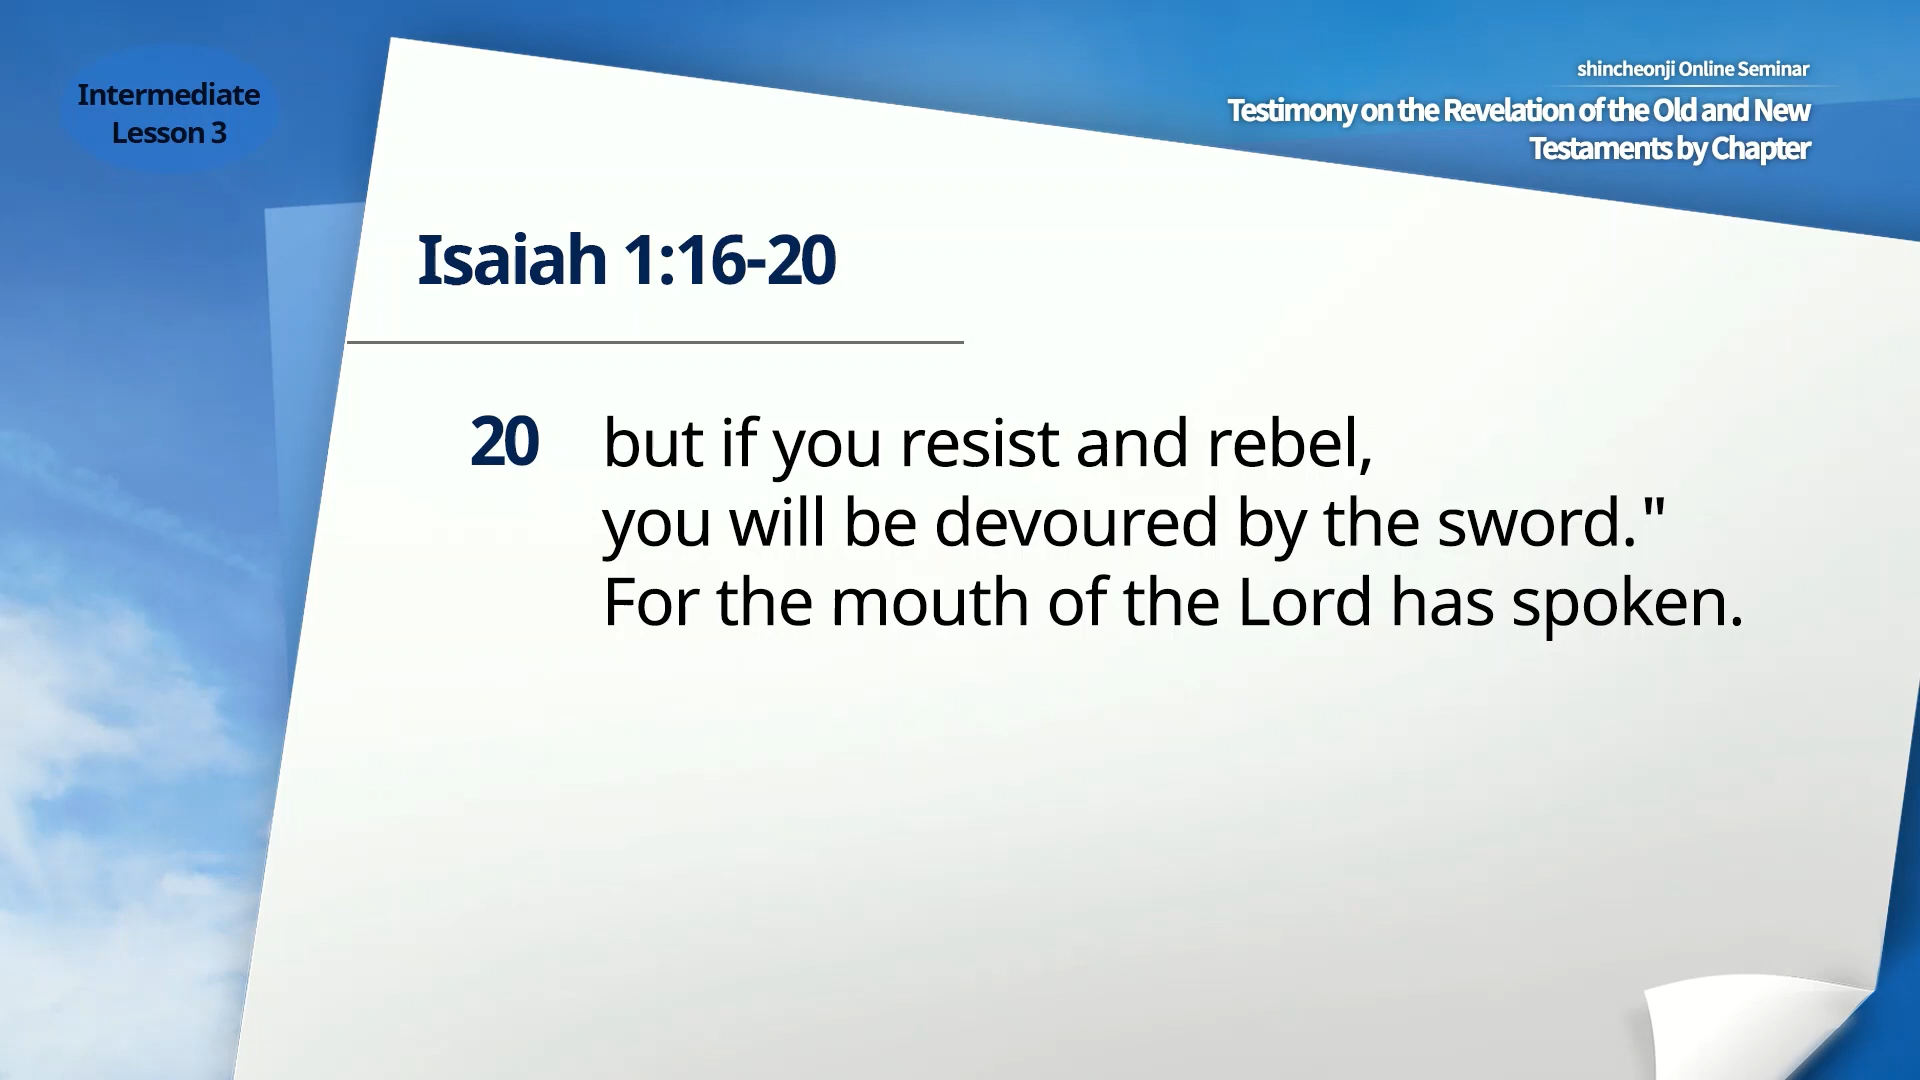 Intermediate
Lesson 3
shincheonji Online Seminar
Testimony on the Revelation of the Old and New
Testaments by Chapter
Isaiah 1:16-20
20 but if you resist and rebel,
you will be devoured by the sword."
For the mouth of the Lord has spoken.